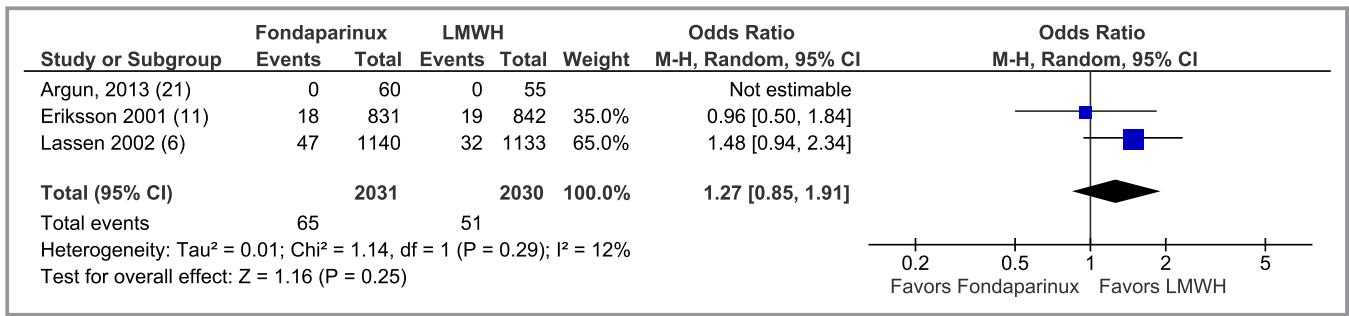 Fondaparinux LMWH Odds Ratio Odds Ratio
Study or Subgroup Events Total Events Total Weight M-H, Random, 95% CI M-H, Random, 95% CI
Argun, 2013 (21) 0 60 0 55 Not estimable
Eriksson 2001 (11) 18 831 19 842 35.0% 0.96 [0.50, 1.84]
Lassen 2002 (6) 47 1140 32 1133 65.0% 1.48 [0.94, 2.34]
Total (95% CI) 2031 2030 100.0% 1.27 [0.85, 1.91]
Total events 65 51
Heterogeneity: Tau² = 0.01; Chi² = 1.14, df = 1 (P = 0.29); I² = 12%
Test for overall effect: Z = 1.16 (P = 0.25)
0.2 0.5 1 2 5
Favors Fondaparinux Favors LMWH